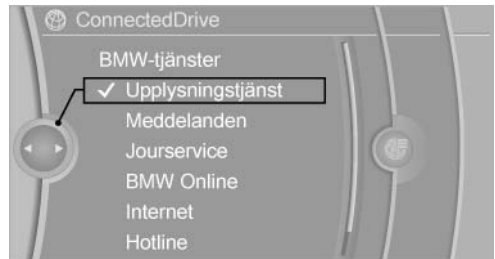 ConnectedDrive
BMW-tjänster
Upplysningstjänst
Meddelanden
Jourservice
BMW Online
Internet
Hotline